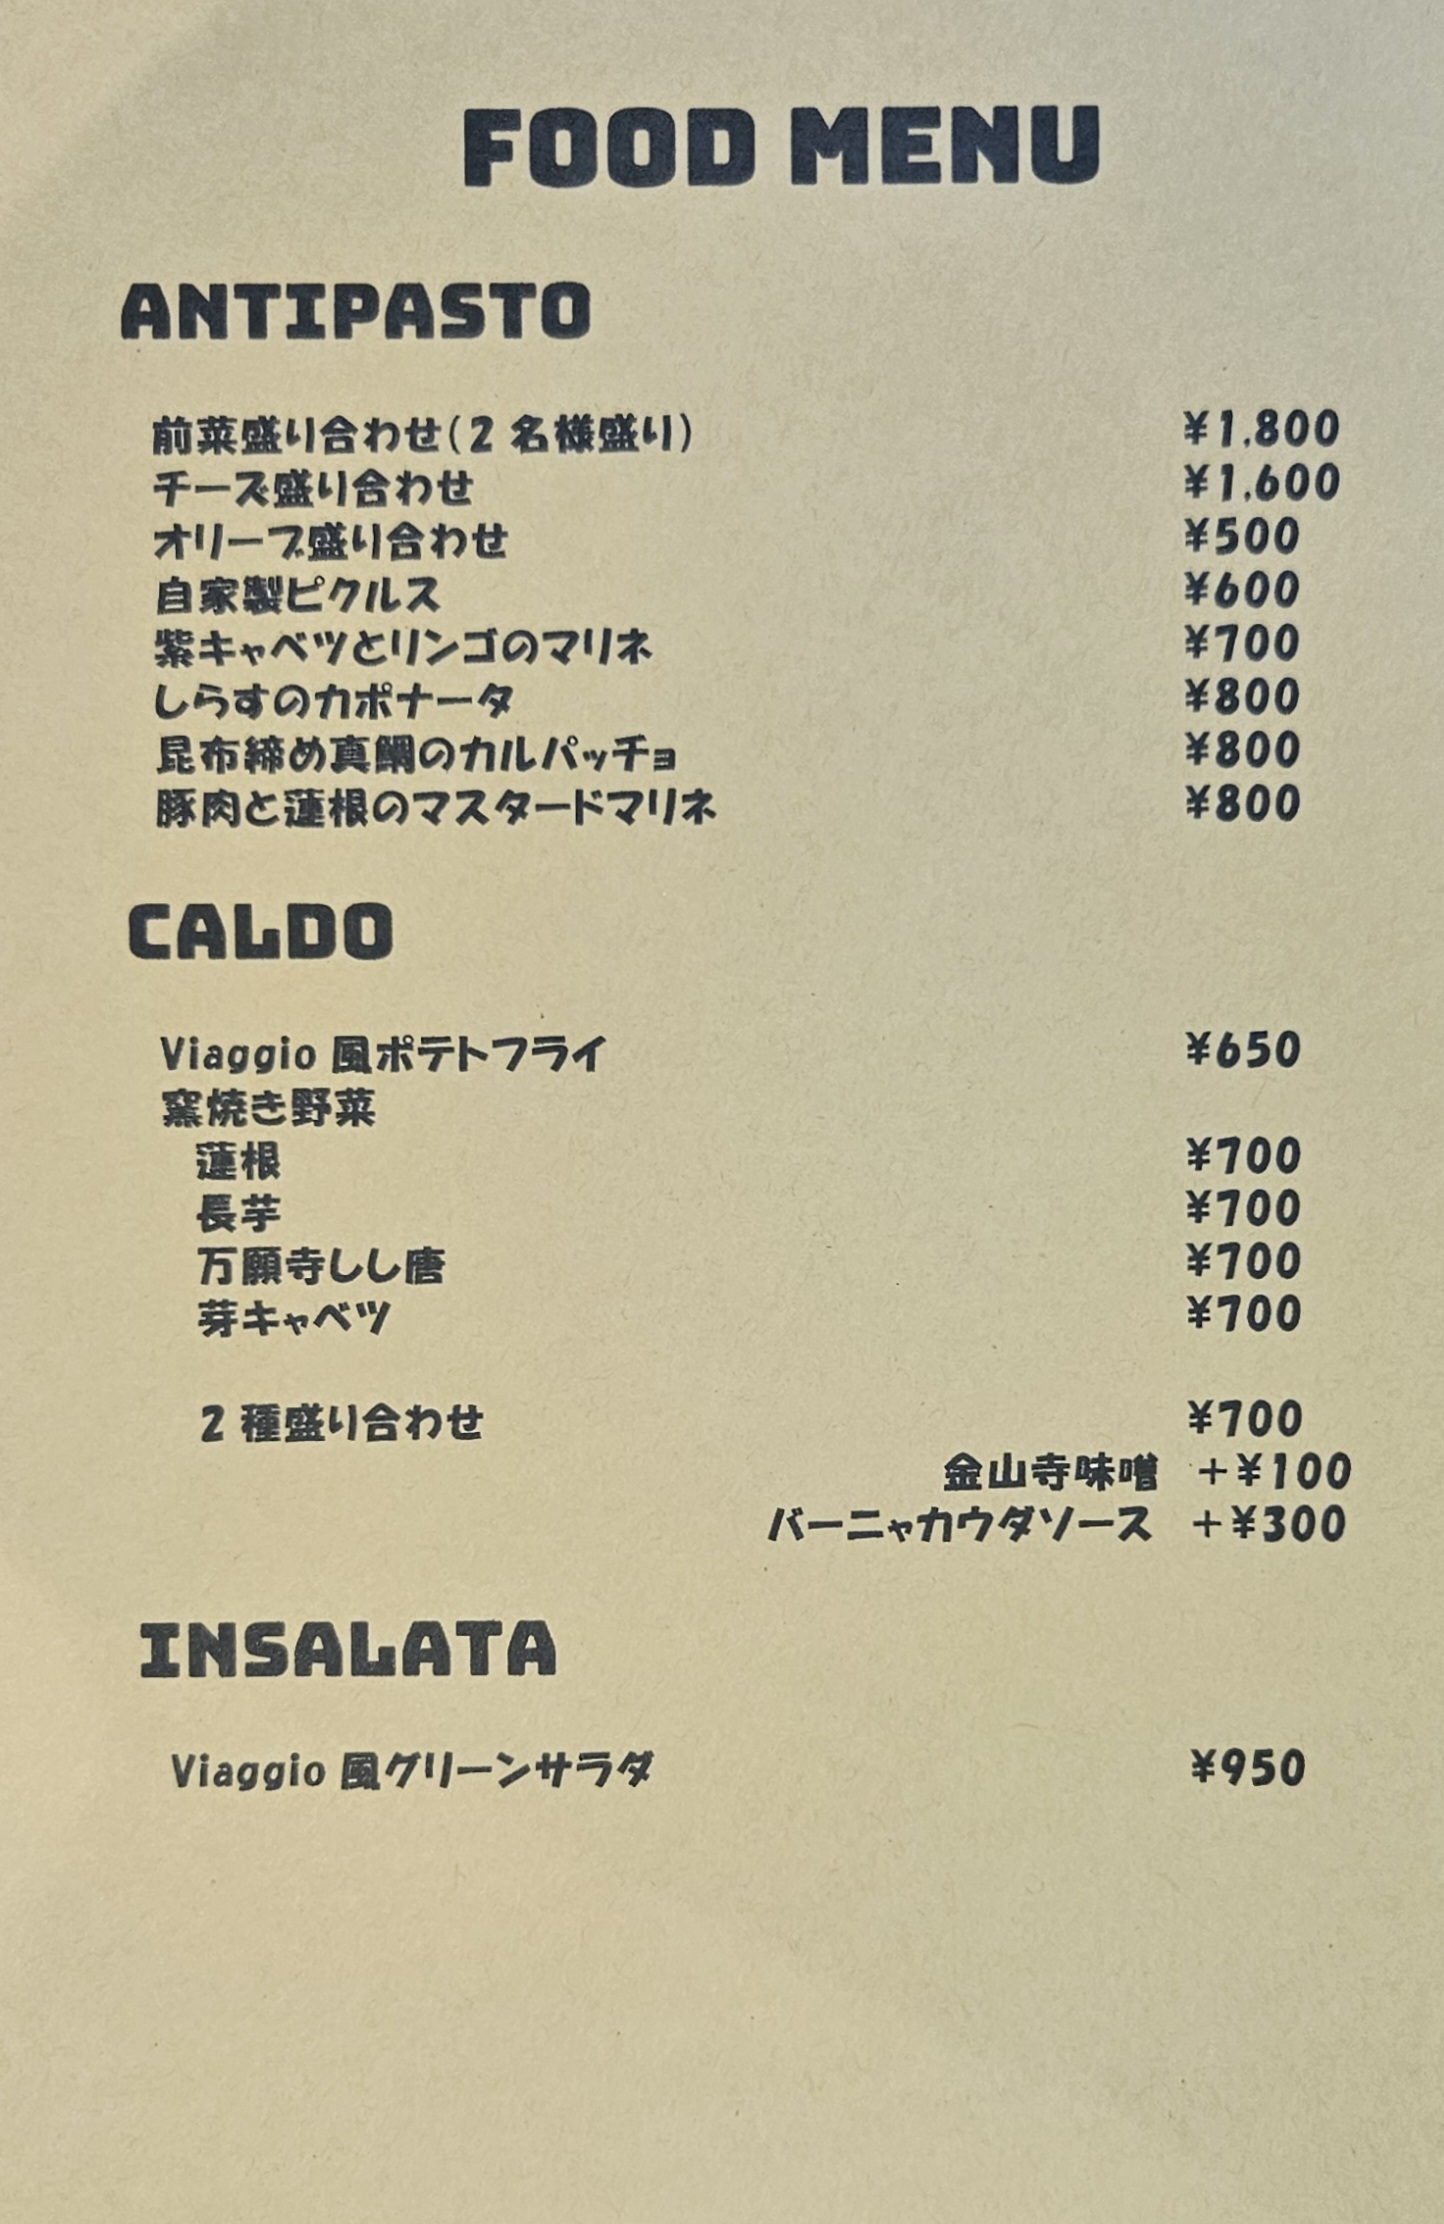 FOOD MENU
ANTIPASTO
前菜盛り合わせ(2 名様盛り) ¥1,800
チーズ盛り合わせ ¥1,600
オリーブ盛り合わせ ¥500
自家製ピクルス ¥600
紫キャベツとリンゴのマリネ ¥700
しらすのカポナータ ¥800
昆布締め真鯛のカルパッチョ ¥800
豚肉と蓮根のマスタードマリネ ¥800
CALDO
Viaggio 風ポテトフライ ¥650
窯焼き野菜
蓮根 ¥700
長芋 ¥700
万願寺しし唐 ¥700
芽キャベツ ¥700
2 種盛り合わせ ¥700
金山寺味噌 +¥100
バーニャカウダソース +¥300
INSALATA
Viaggio 風グリーンサラダ ¥950